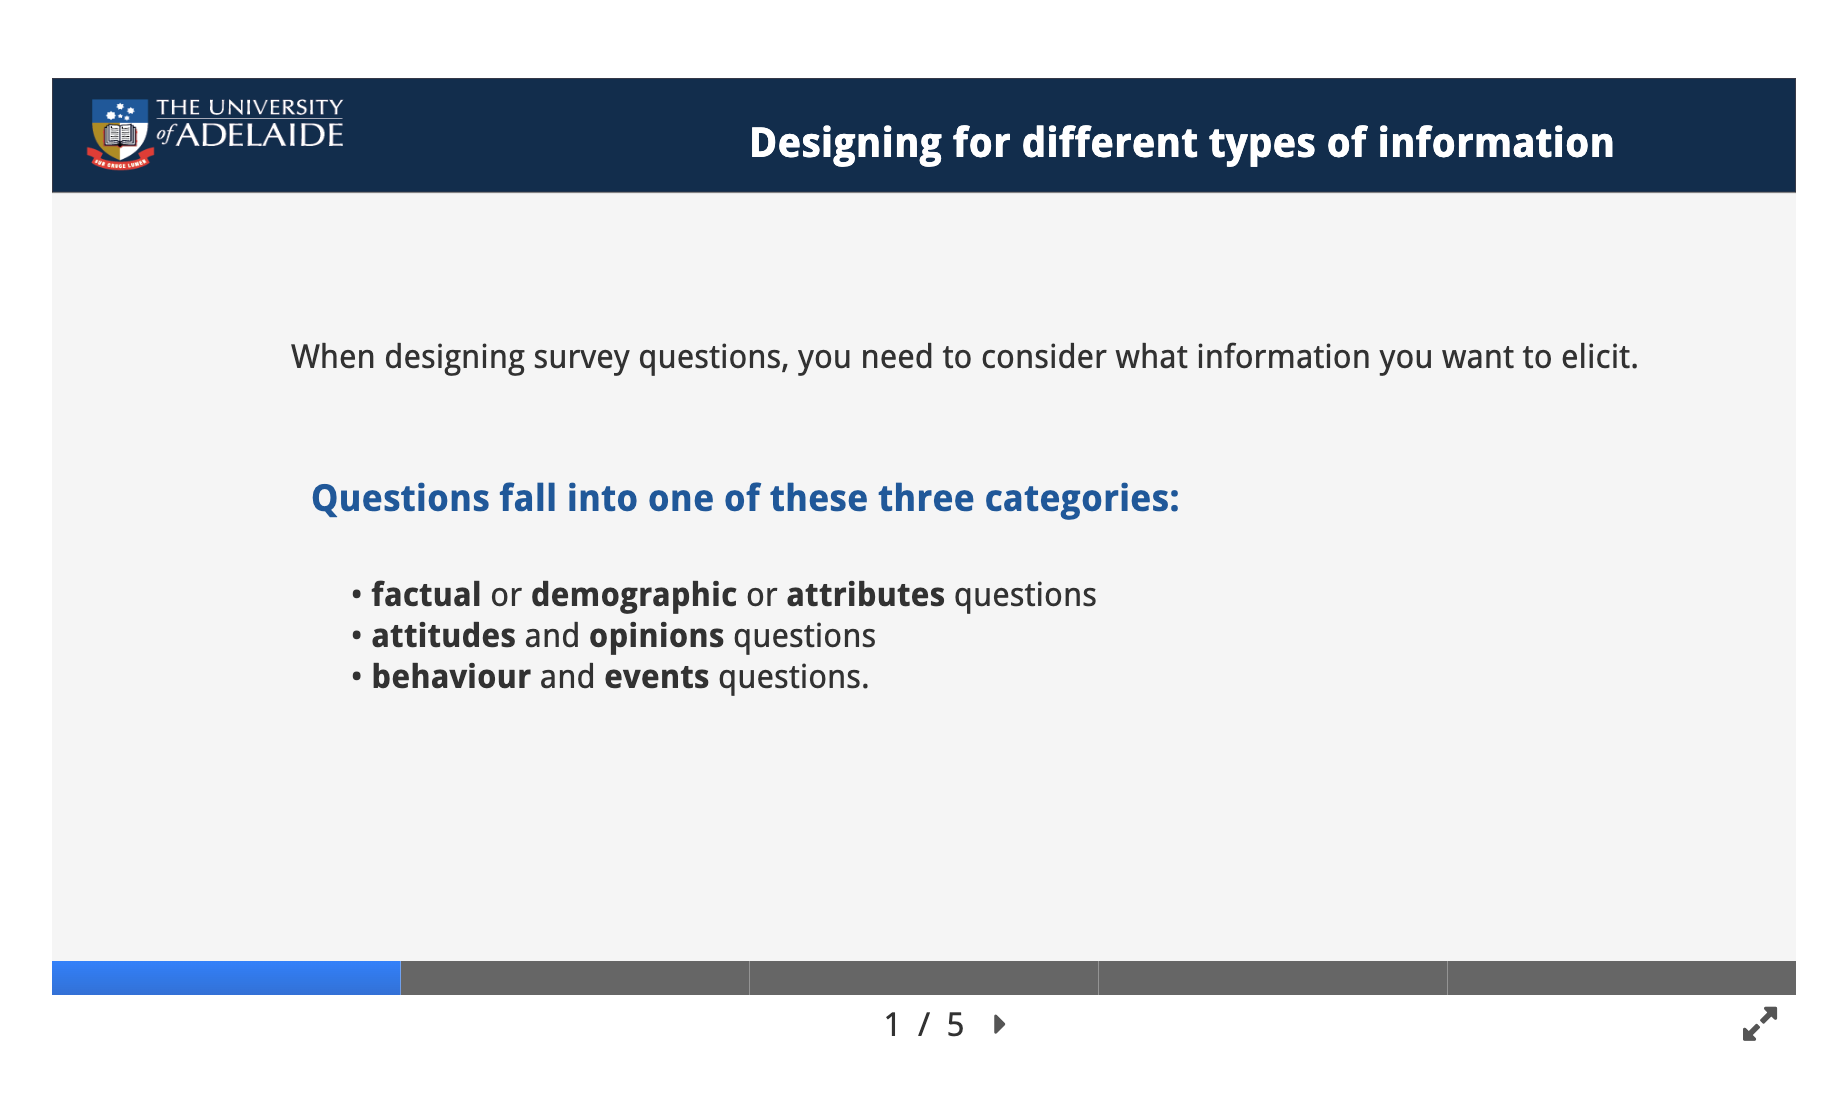 THE UNIVERSITY
of ADELAIDE
Designing for different types of information
When designing survey questions, you need to consider what information you want to elicit.
Questions fall into one of these three categories:
• factual or demographic or attributes questions
• attitudes and opinions questions
• behaviour and events questions.
1 / 5